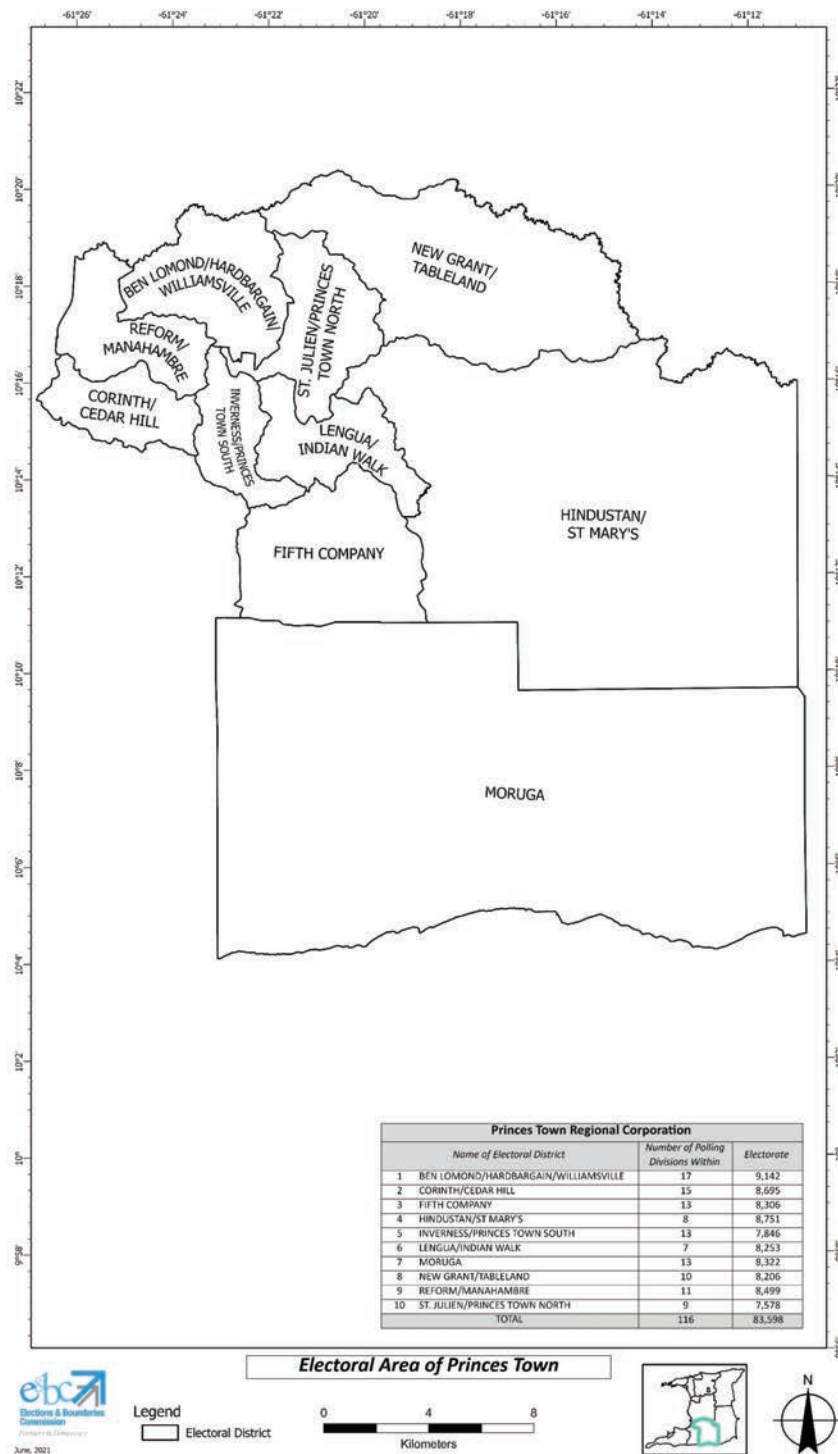 -61°26' -61°24' -61°22' -61°20' -61°18' -61°16' -61°14' -61°12'
10°22'
10°20'
10°18'
10°16'
10°14'
10°12'
10°10'
10°8'
10°6'
10°4'
10°2'
10°
9°58'
NEW GRANT/
TABLELAND
BEN LOMOND/HARDBARGAIN/
WILLIAMSVILLE
ST. JULIEN/PRINCES
TOWN NORTH
REFORM/
MANAHAMBRE
CORINTH/
CEDAR HILL
INVERNESS/PRINCES
TOWN SOUTH
LENGUA/
INDIAN WALK
HINDUSTAN/
ST MARY'S
FIFTH COMPANY
MORUGA
Princes Town Regional Corporation
Name of Electoral District Number of Polling Divisions Within Electorate
1 BEN LOMOND/HARDBARGAIN/WILLIAMSVILLE 17 9,142
2 CORINTH/CEDAR HILL 15 8,695
3 FIFTH COMPANY 13 8,306
4 HINDUSTAN/ST MARY'S 8 8,751
5 INVERNESS/PRINCES TOWN SOUTH 13 7,846
6 LENGUA/INDIAN WALK 7 8,253
7 MORUGA 13 8,322
8 NEW GRANT/TABLELAND 10 8,206
9 REFORM/MANAHAMBRE 11 8,499
10 ST. JULIEN/PRINCES TOWN NORTH 9 7,578
TOTAL 116 83,598
Electoral Area of Princes Town
ebc
Elections & Boundaries
Commission
Partners in Democracy
June, 2021
Legend
Electoral District
0 4 8
Kilometers
N